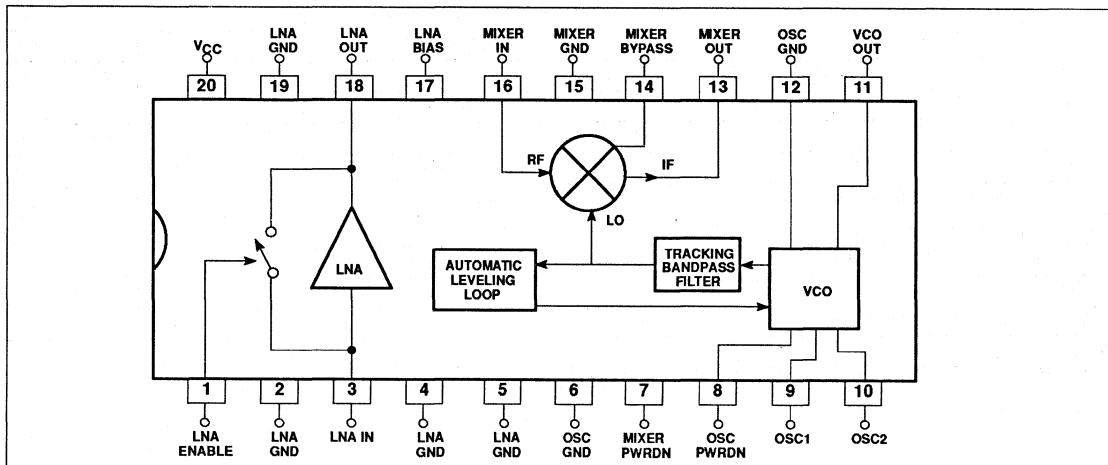 VCC
LNA
GND
LNA
OUT
LNA
BIAS
MIXER
IN
MIXER
GND
MIXER
BYPASS
MIXER
OUT
OSC
GND
VCO
OUT
20
19
18
17
16
15
14
13
12
11
RF
IF
LO
LNA
AUTOMATIC
LEVELING
LOOP
TRACKING
BANDPASS
FILTER
VCO
1
2
3
4
5
6
7
8
9
10
LNA
ENABLE
LNA
GND
LNA IN
LNA
GND
LNA
GND
OSC
GND
MIXER
PWRDN
OSC
PWRDN
OSC1
OSC2